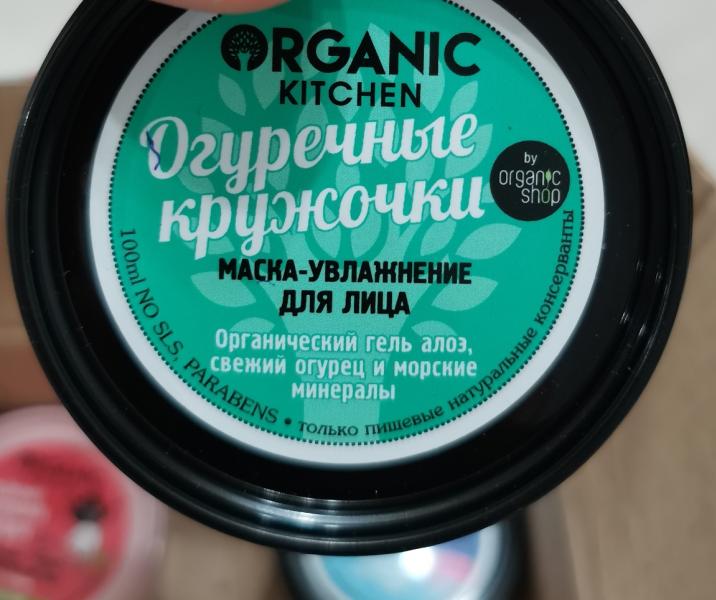 ORGANIC
KITCHEN
Огуречные
кружочки
by
organic
shop
МАСКА-УВЛАЖНЕНИЕ
ДЛЯ ЛИЦА
Органический гель алоэ,
свежий огурец и морские
минералы
100ml NO SLS, PARABENS • только пищевые натуральные консерванты